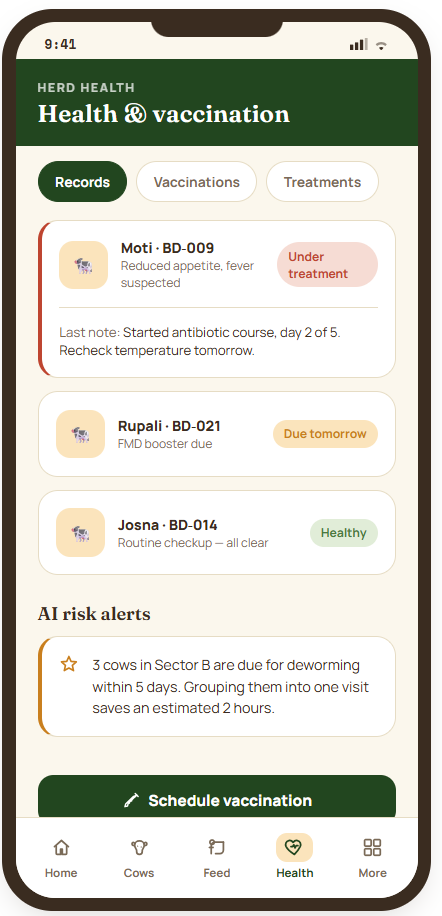 9:41
HERD HEALTH
Health & vaccination
Records
Vaccinations
Treatments
Moti · BD-009
Reduced appetite, fever
suspected
Under
treatment
Last note: Started antibiotic course, day 2 of 5.
Recheck temperature tomorrow.
Rupali · BD-021
FMD booster due
Due tomorrow
Josna · BD-014
Routine checkup — all clear
Healthy
AI risk alerts
3 cows in Sector B are due for deworming
within 5 days. Grouping them into one visit
saves an estimated 2 hours.
Schedule vaccination
Home
Cows
Feed
Health
More